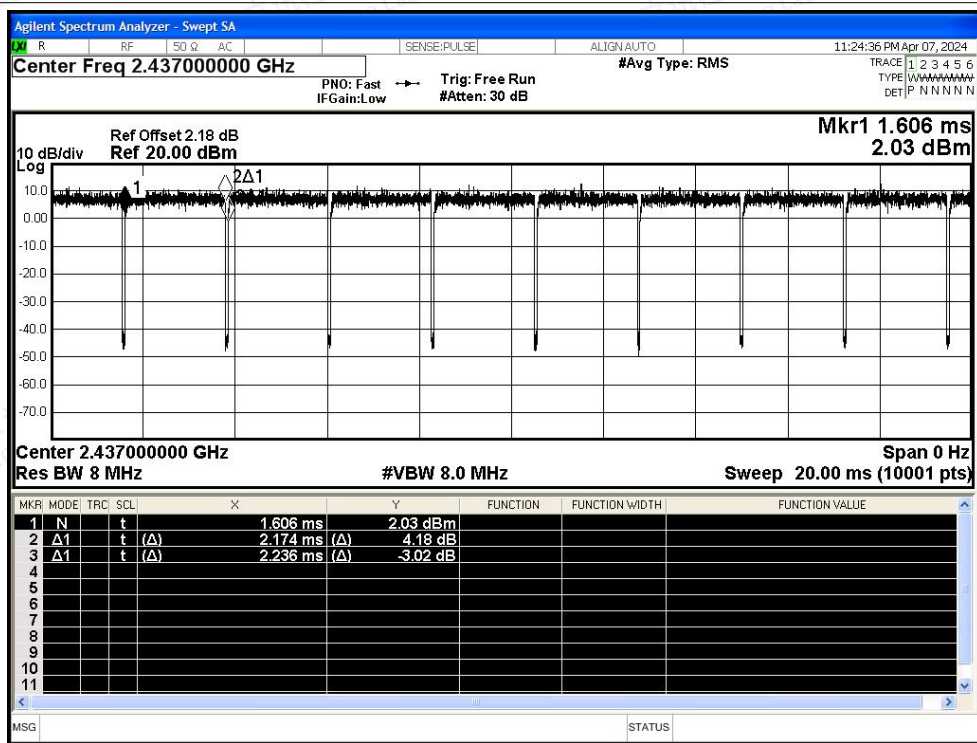 Agilent Spectrum Analyzer - Swept SA
LXI R RF 50 Ω AC SENSE:PULSE ALIGN AUTO 11:24:36 PM Apr 07, 2024
Center Freq 2.437000000 GHz
PNO: Fast
IFGain:Low
Trig: Free Run
#Atten: 30 dB
#Avg Type: RMS
TRACE 1 2 3 4 5 6
TYPE
DET P N N N N N
Ref Offset 2.18 dB
10 dB/div Ref 20.00 dBm
Log
Mkr1 1.606 ms
2.03 dBm
10.0
0.00
-10.0
-20.0
-30.0
-40.0
-50.0
-60.0
-70.0
1
2Δ1
Center 2.437000000 GHz Span 0 Hz
Res BW 8 MHz #VBW 8.0 MHz Sweep 20.00 ms (10001 pts)
MKR MODE TRC SCL X Y FUNCTION FUNCTION WIDTH FUNCTION VALUE
1 N t 1.606 ms 2.03 dBm
2 Δ1 t (Δ) 2.174 ms (Δ) 4.18 dB
3 Δ1 t (Δ) 2.236 ms (Δ) -3.02 dB
4
5
6
7
8
9
10
11
MSG STATUS